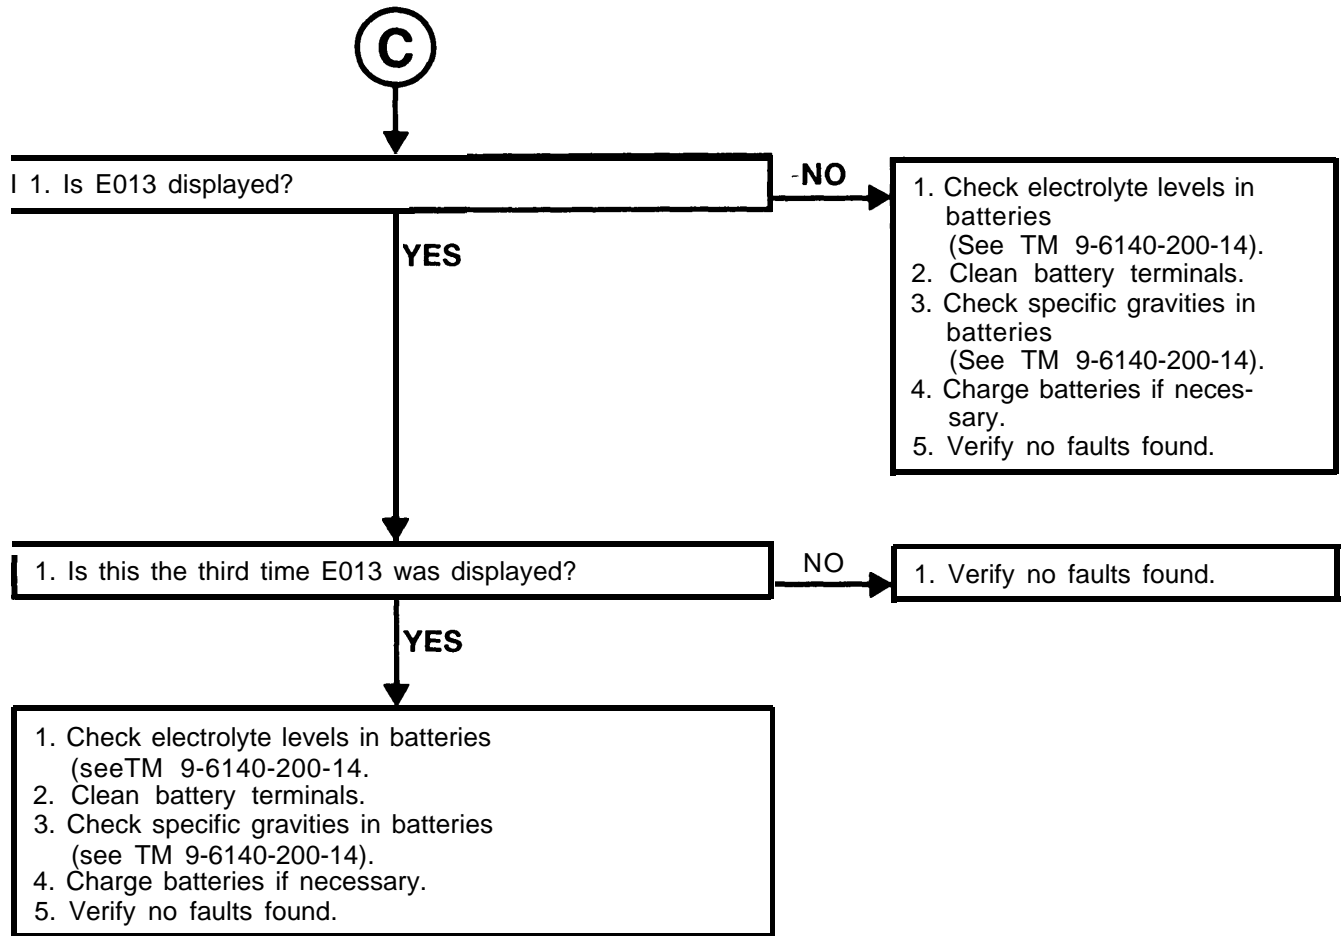 C
I 1. Is E013 displayed?
-NO
1. Check electrolyte levels in
batteries
(See TM 9-6140-200-14).
2. Clean battery terminals.
3. Check specific gravities in
batteries
(See TM 9-6140-200-14).
4. Charge batteries if neces-
sary.
5. Verify no faults found.
YES
1. Is this the third time E013 was displayed?
NO
1. Verify no faults found.
YES
1. Check electrolyte levels in batteries
(seeTM 9-6140-200-14.
2. Clean battery terminals.
3. Check specific gravities in batteries
(see TM 9-6140-200-14).
4. Charge batteries if necessary.
5. Verify no faults found.